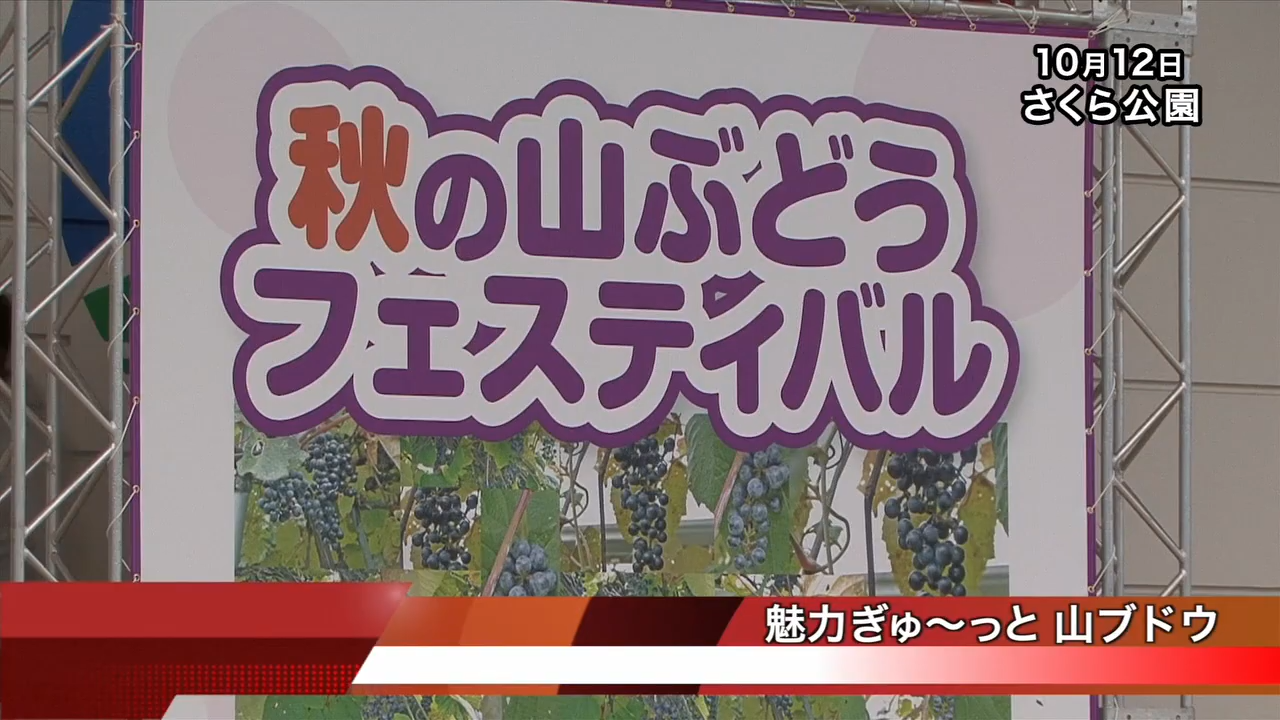 10月12日
さくら公園
秋の山ぶどう
フェスティバル
魅力ぎゅ〜っと 山ブドウ